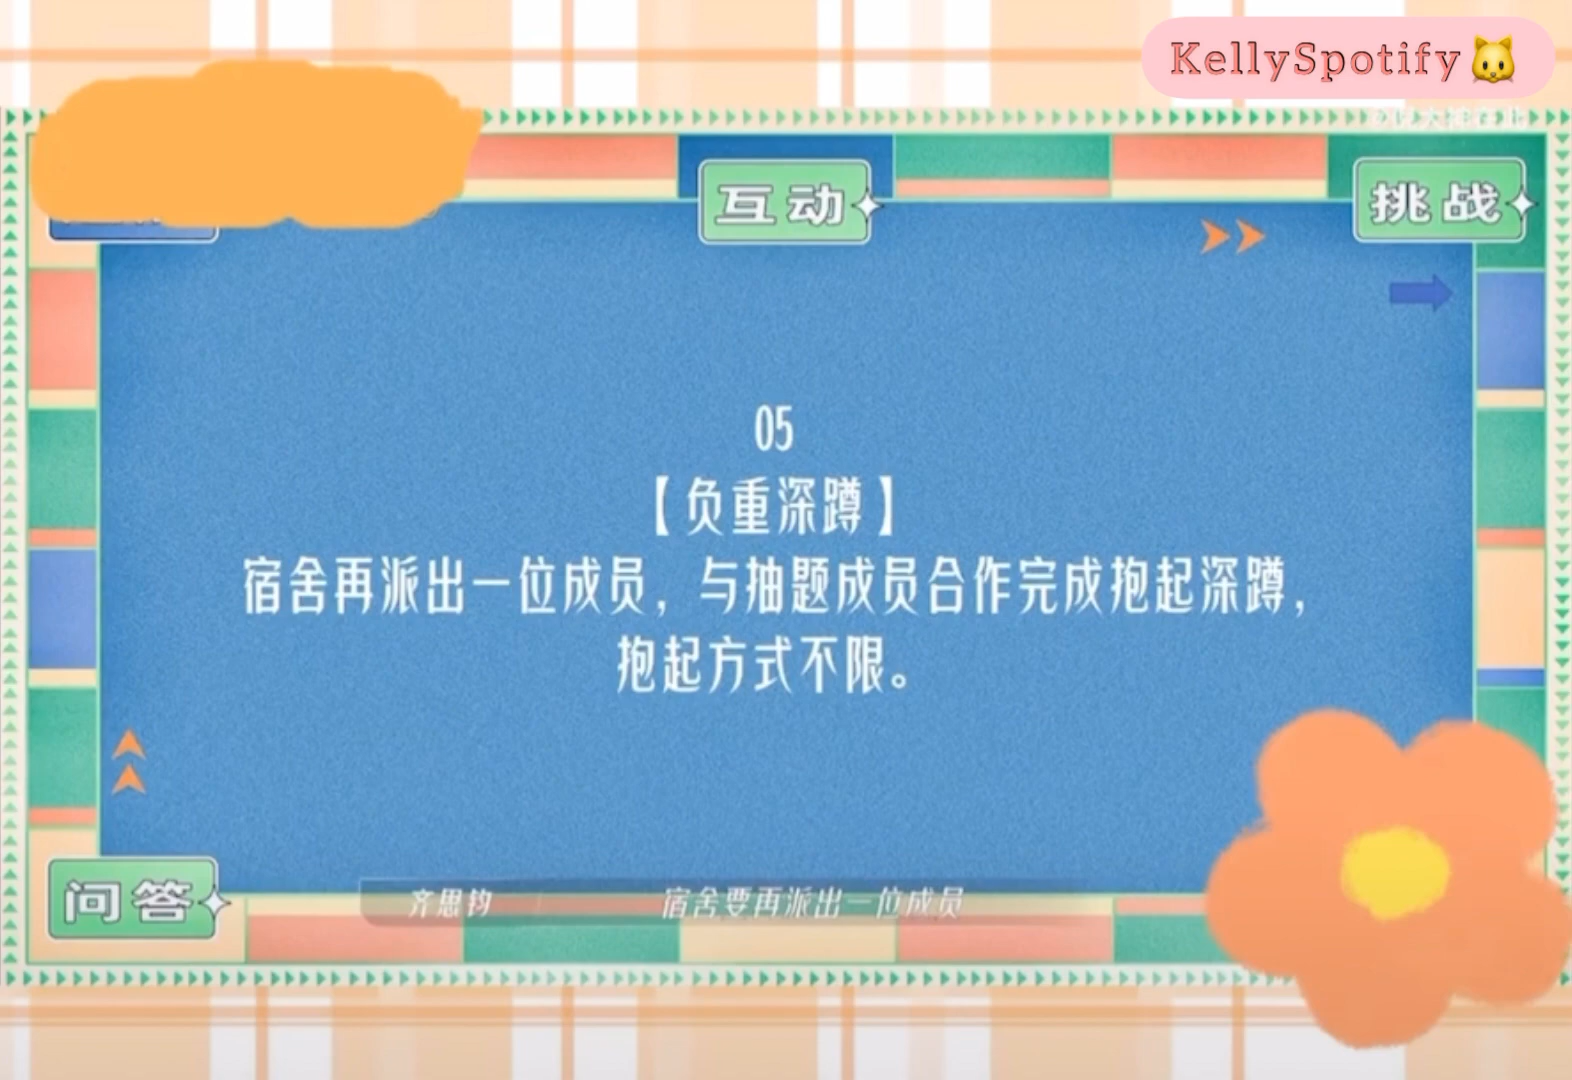 KellySpotify
互动
挑战
05
【负重深蹲】
宿舍再派出一位成员，与抽题成员合作完成抱起深蹲，
抱起方式不限。
问答
齐思钧 宿舍要再派出一位成员